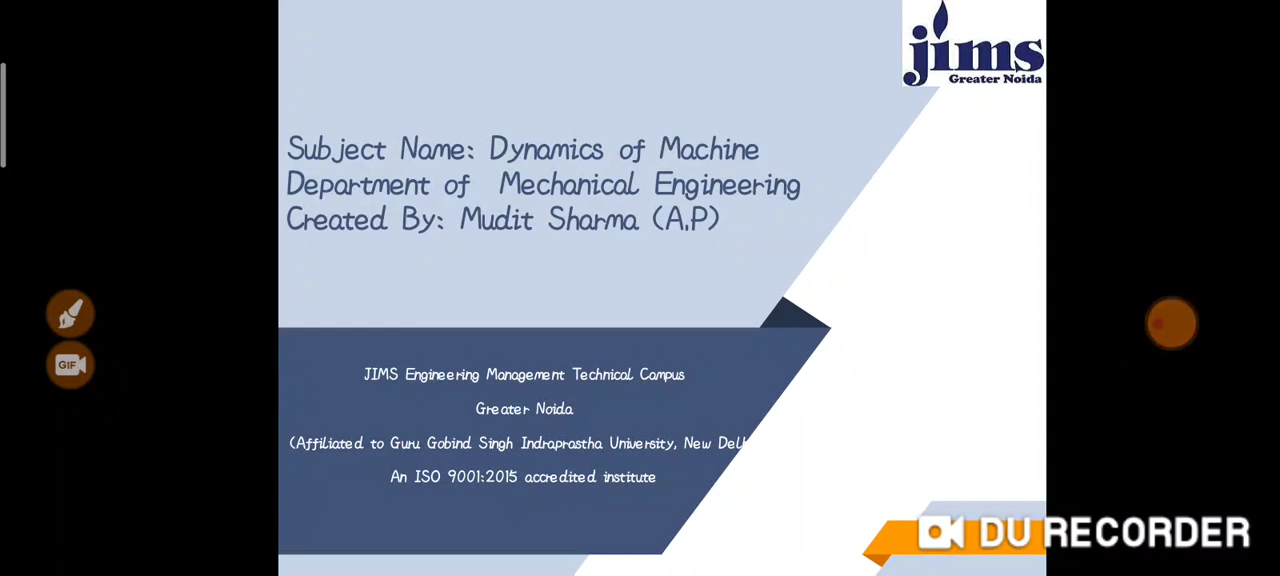 jims
Greater Noida
Subject Name: Dynamics of Machine
Department of Mechanical Engineering
Created By: Mudit Sharma (A.P)
JIMS Engineering Management Technical Campus
Greater Noida
(Affiliated to Guru Gobind Singh Indraprastha University, New
An ISO 9001:2015 accredited institute
GIF
DU RECORDER